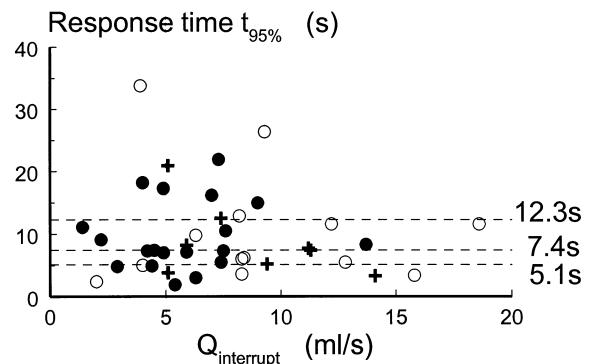 Response time t95% (s)
40
30
20
10
0
12.3s
7.4s
5.1s
0 5 10 15 20
Qinterrupt (ml/s)